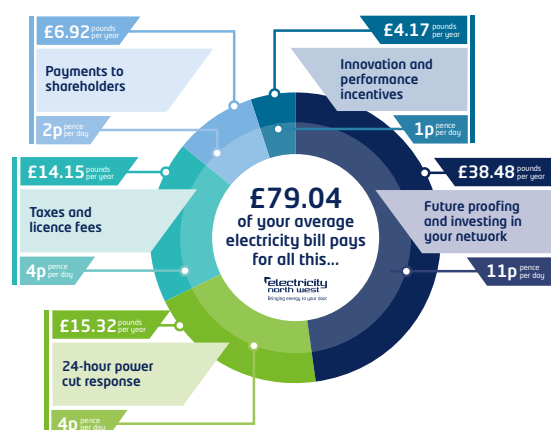 £6.92 pounds per year
Payments to
shareholders
2p pence per day
£4.17 pounds per year
Innovation and
performance
incentives
1p pence per day
£14.15 pounds per year
Taxes and
licence fees
4p pence per day
£79.04
of your average
electricity bill pays
for all this...
electricity
north west
Bringing energy to your door
£38.48 pounds per year
Future proofing
and investing in
your network
11p pence per day
£15.32 pounds per year
24-hour power
cut response
4p pence per day